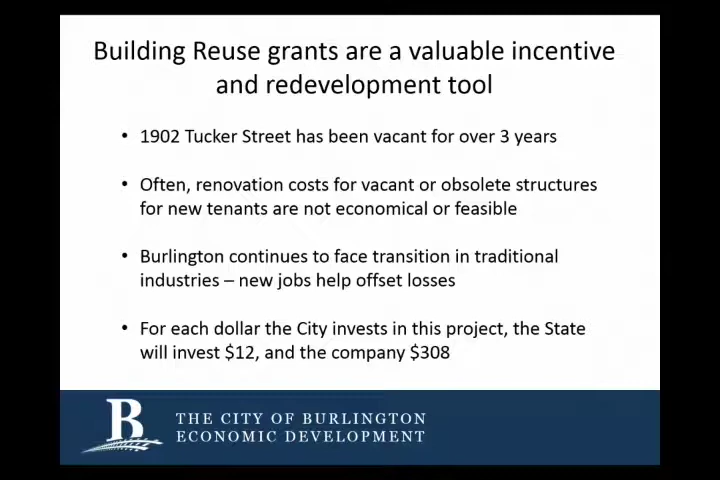 Building Reuse grants are a valuable incentive
and redevelopment tool
• 1902 Tucker Street has been vacant for over 3 years
• Often, renovation costs for vacant or obsolete structures
for new tenants are not economical or feasible
• Burlington continues to face transition in traditional
industries – new jobs help offset losses
• For each dollar the City invests in this project, the State
will invest $12, and the company $308
B
THE CITY OF BURLINGTON
ECONOMIC DEVELOPMENT